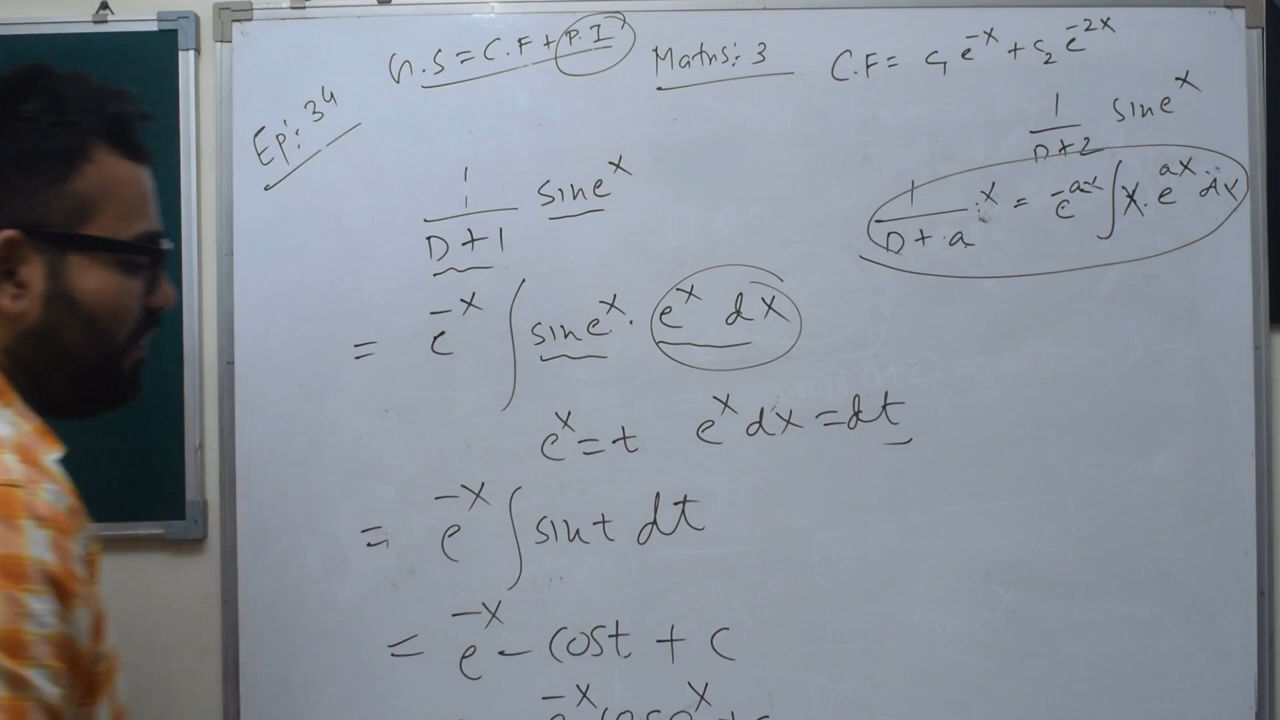 G.S = C.F + P.I Maths: 3 C.F = c₁ e^-x + c₂ e^-2x
Ep: 34
1/(D+2) sin e^x
1/(D+1) sin e^x
1/(D+a) · X = e^-ax ∫ X · e^ax dx
= e^-x ∫ sin e^x · e^x dx
e^x = t e^x dx = dt
= e^-x ∫ sin t dt
= e^-x - cos t + c